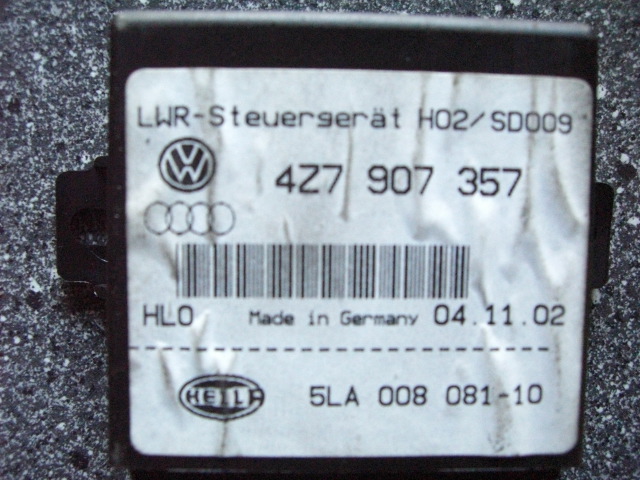 LWR-Steuergerät H02/SD009
VW
4Z7 907 357
HLO Made in Germany 04.11.02
HELLA 5LA 008 081-10